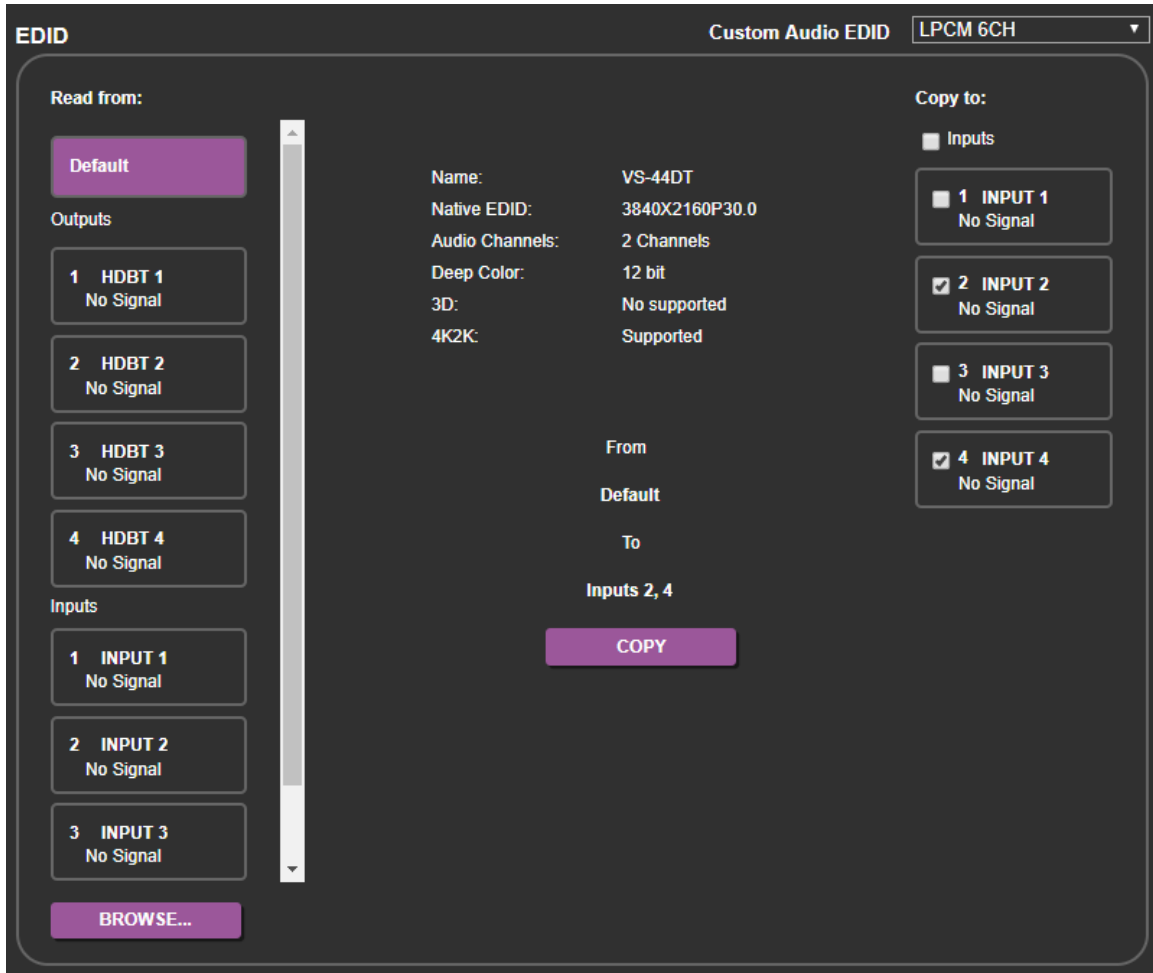 EDID
Custom Audio EDID LPCM 6CH
Read from:
Default
Outputs
1 HDBT 1
No Signal
2 HDBT 2
No Signal
3 HDBT 3
No Signal
4 HDBT 4
No Signal
Inputs
1 INPUT 1
No Signal
2 INPUT 2
No Signal
3 INPUT 3
No Signal
BROWSE...
Name: VS-44DT
Native EDID: 3840X2160P30.0
Audio Channels: 2 Channels
Deep Color: 12 bit
3D: No supported
4K2K: Supported
From
Default
To
Inputs 2, 4
COPY
Copy to:
Inputs
1 INPUT 1
No Signal
2 INPUT 2
No Signal
3 INPUT 3
No Signal
4 INPUT 4
No Signal